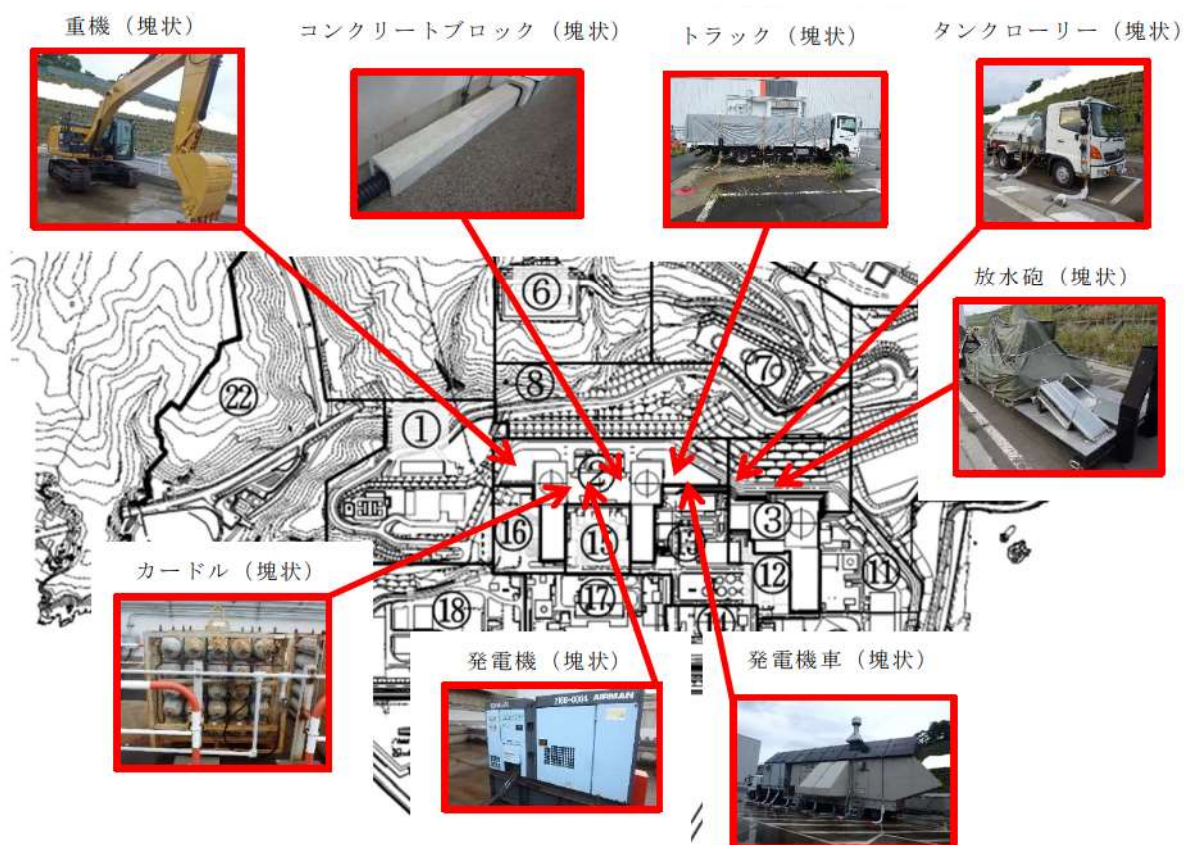 重機（塊状）
コンクリートブロック（塊状）
トラック（塊状）
タンクローリー（塊状）
放水砲（塊状）
⑥
⑦
⑧
㉒
①
②
③
⑯
⑮
⑬
⑫
⑪
カードル（塊状）
⑱
⑰
⑭
発電機（塊状）
発電機車（塊状）
AIRMAN